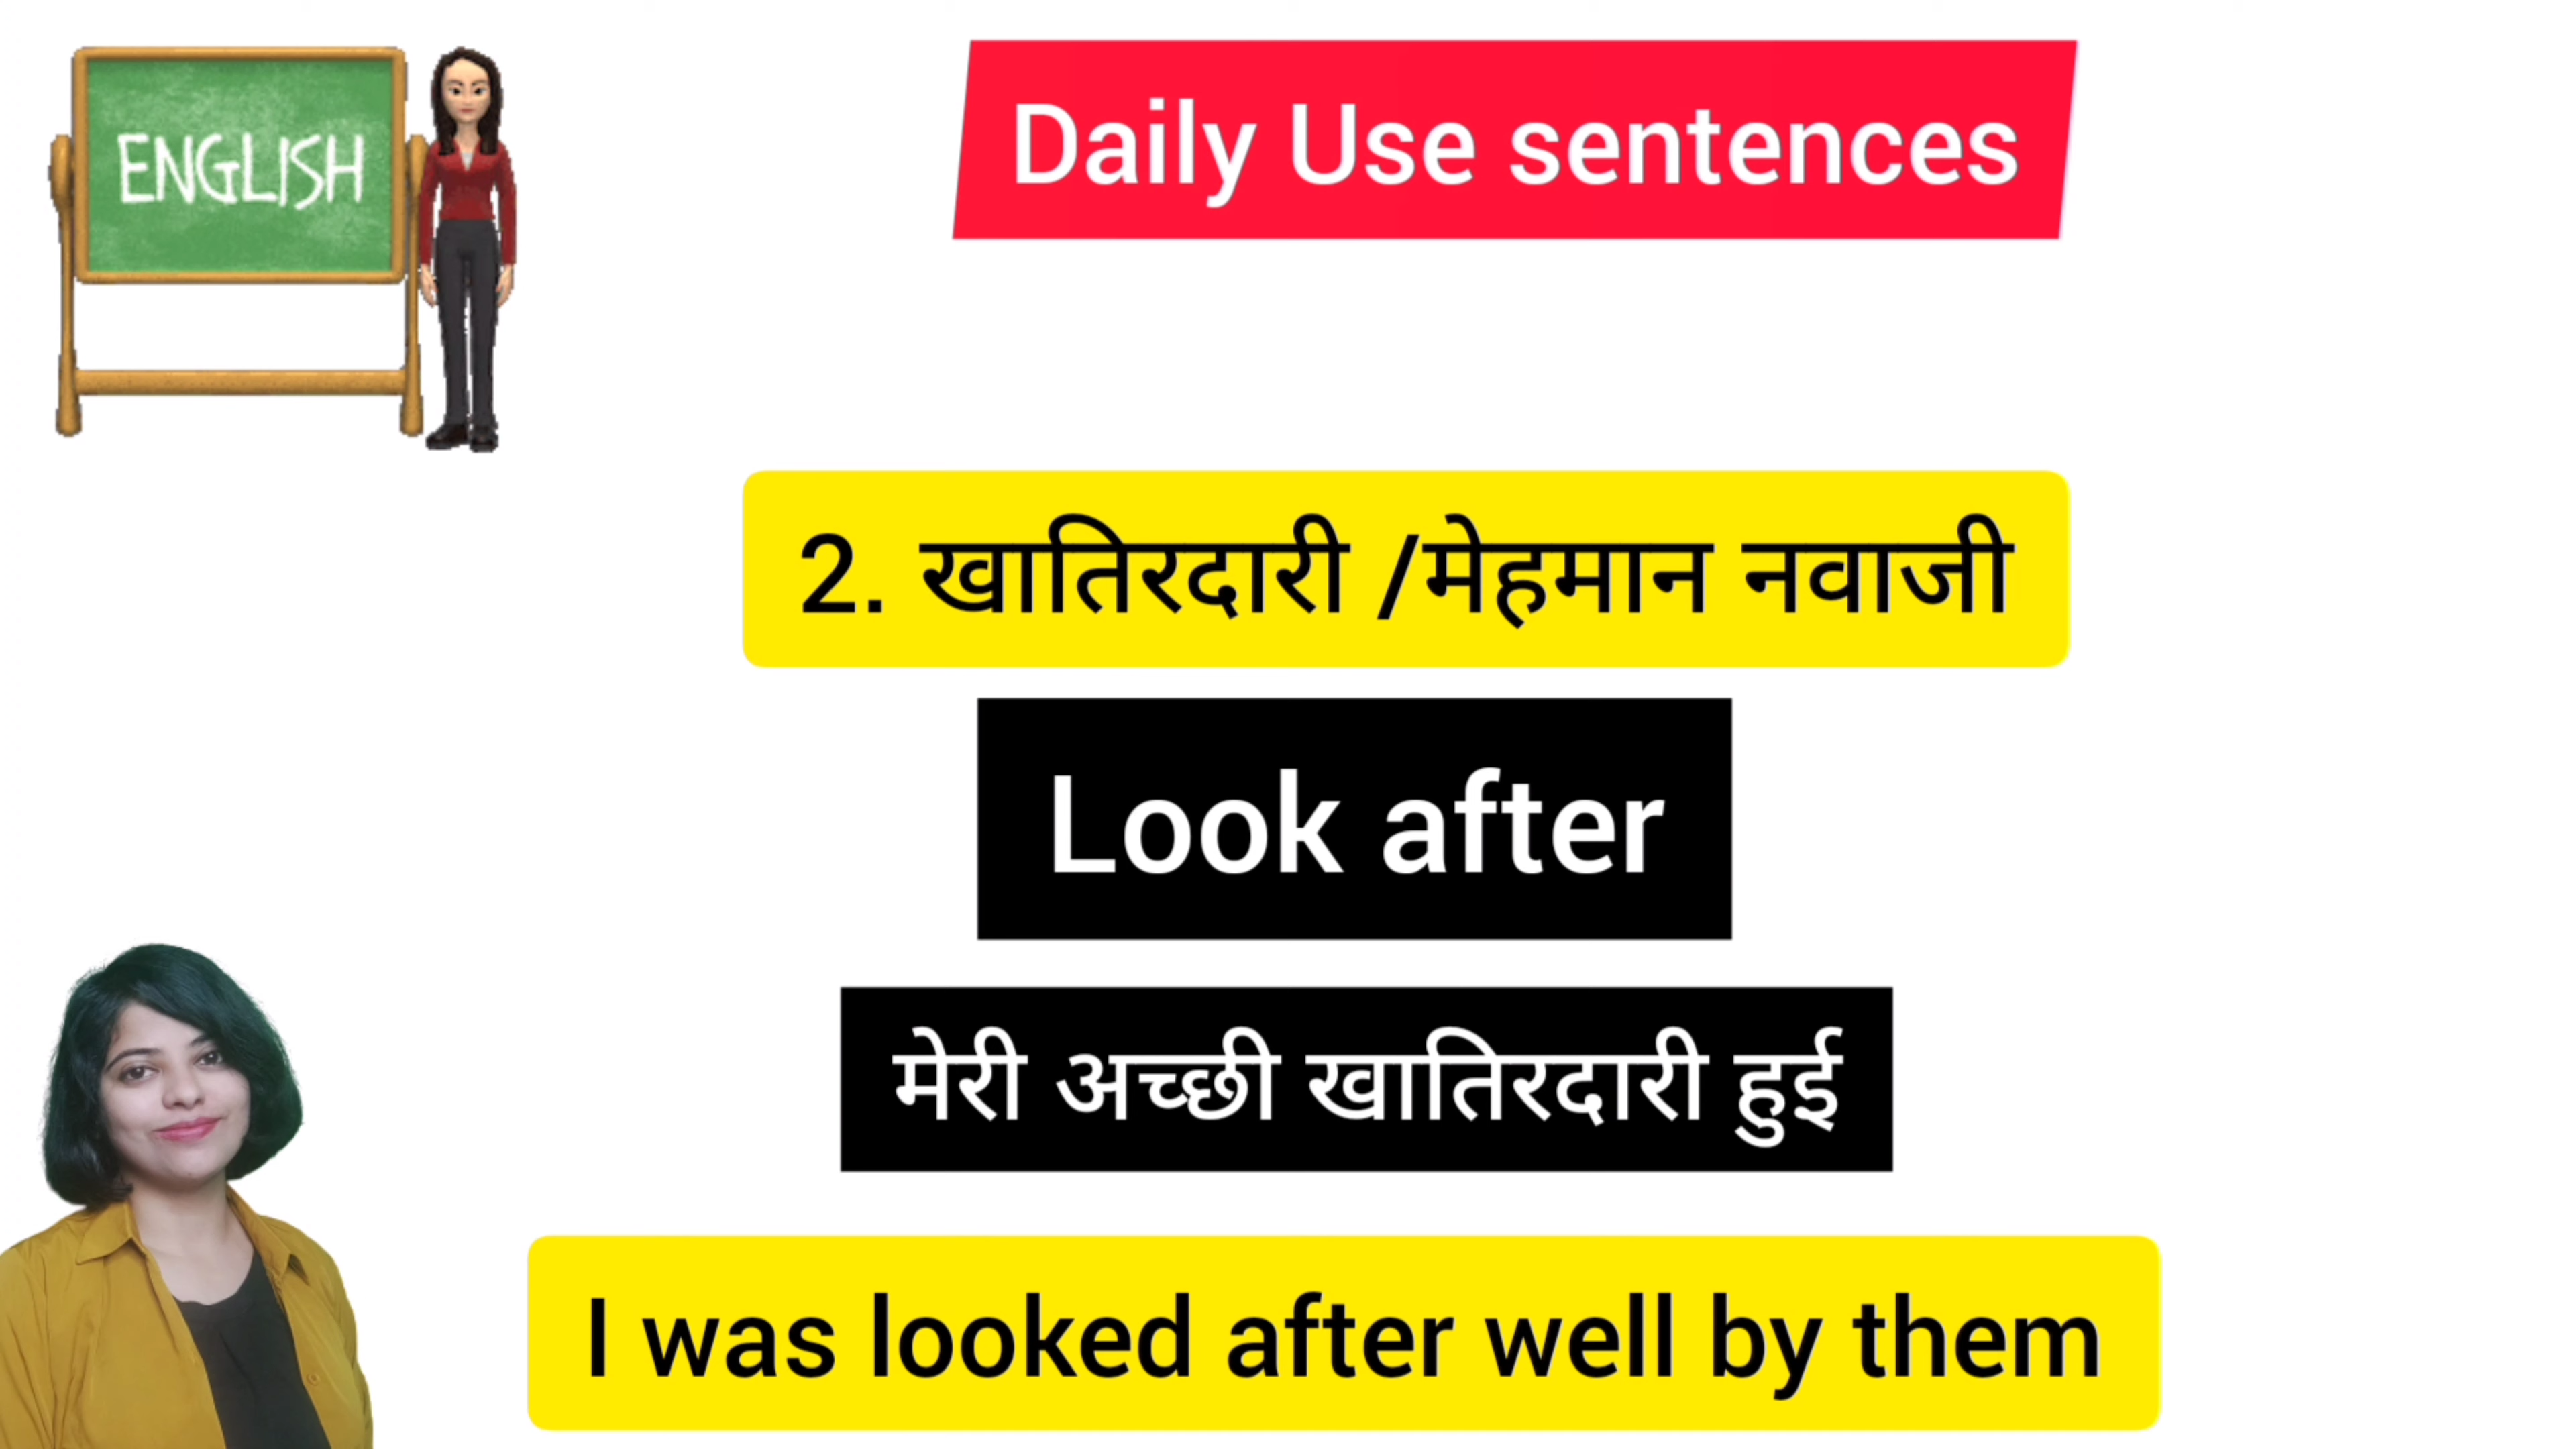 ENGLISH
Daily Use sentences
2. खातिरदारी /मेहमान नवाजी
Look after
मेरी अच्छी खातिरदारी हुई
I was looked after well by them